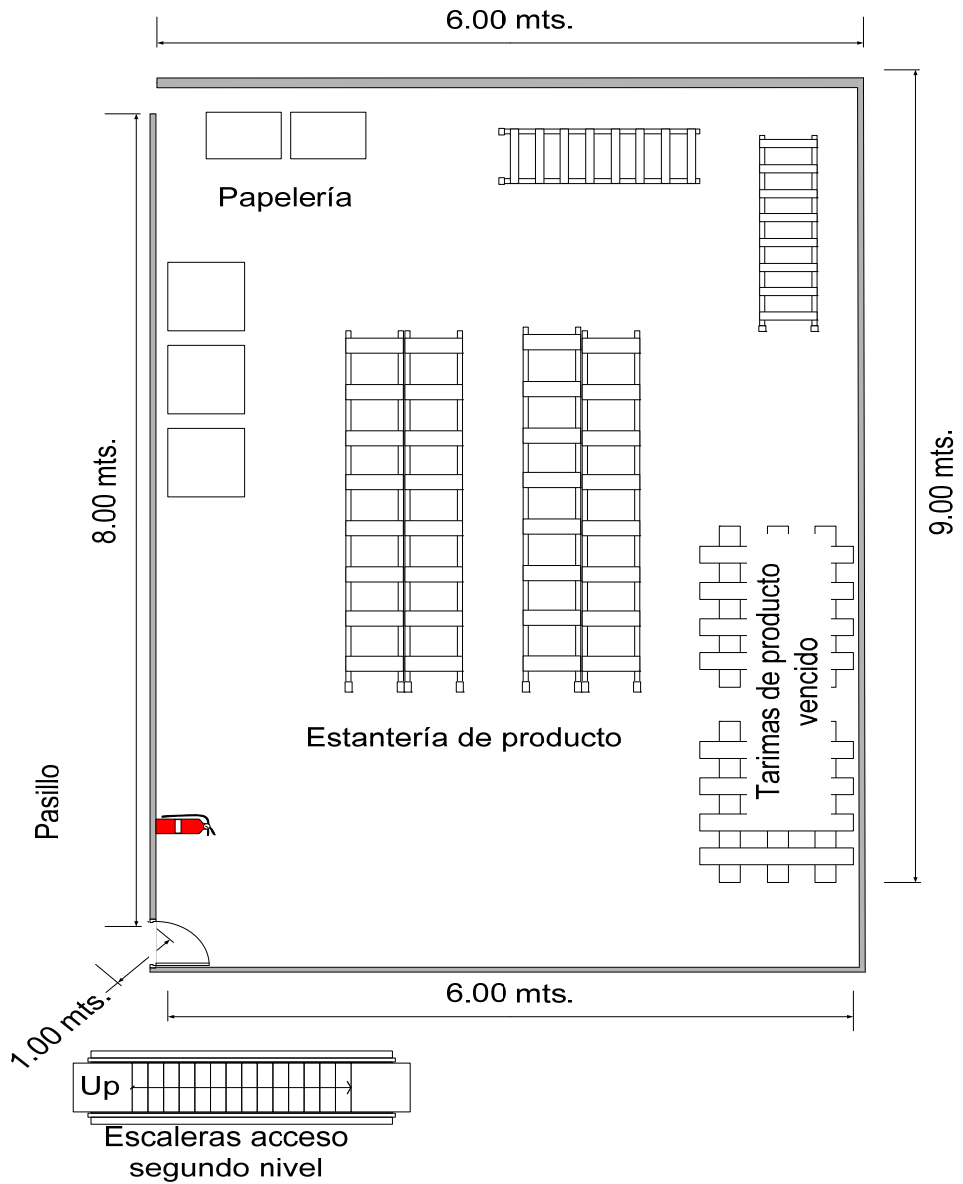 6.00 mts.
Papelería
8.00 mts.
9.00 mts.
Tarimas de producto
vencido
Estantería de producto
Pasillo
1.00 mts.
6.00 mts.
Up
Escaleras acceso
segundo nivel